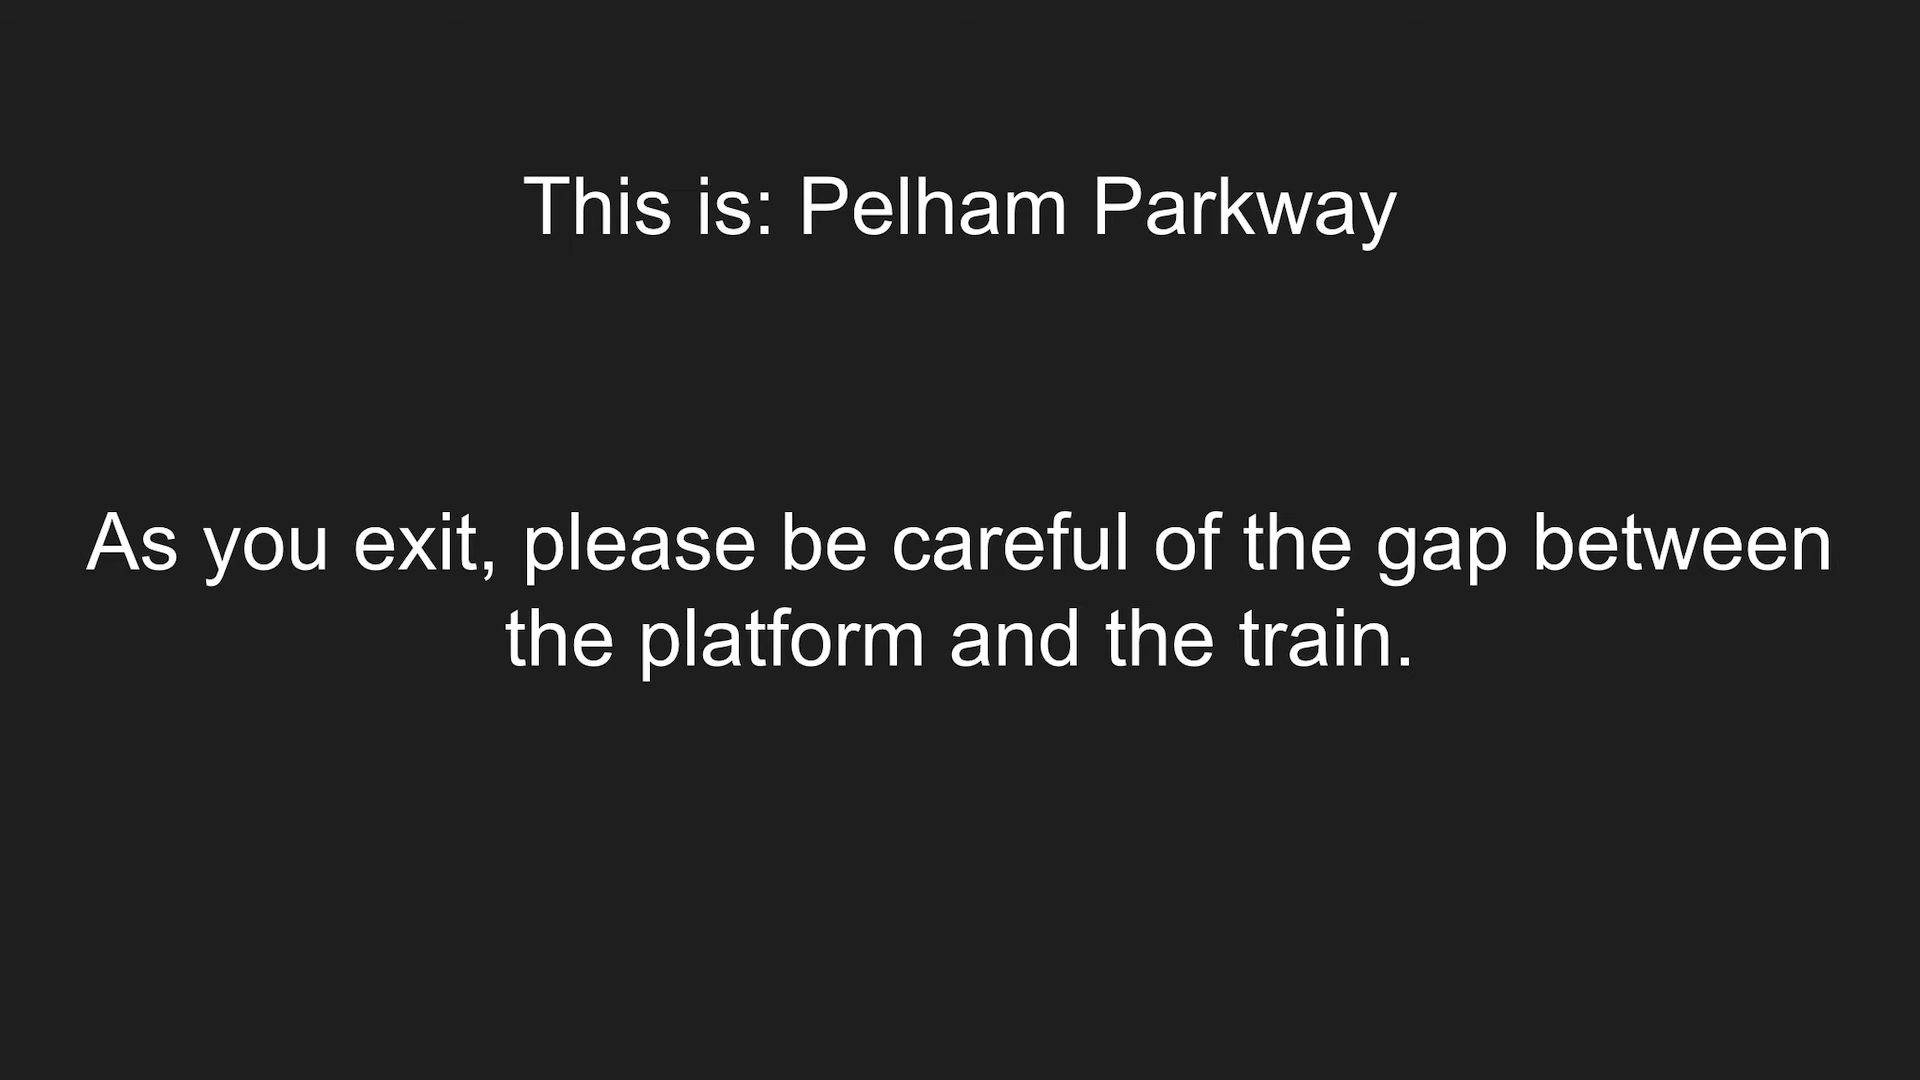 This is: Pelham Parkway
As you exit, please be careful of the gap between
the platform and the train.